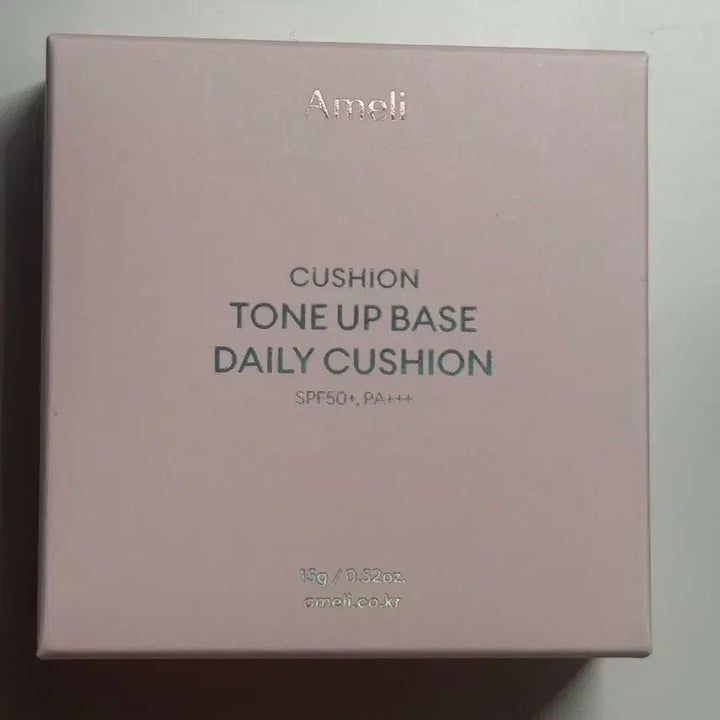 Ameli
CUSHION
TONE UP BASE
DAILY CUSHION
SPF50+, PA+++
15g / 0.52oz.
ameli.co.kr